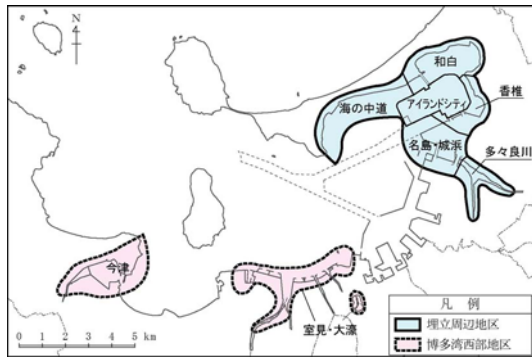 N
和白
香椎
海の中道
アイランドシティ
名島・城浜
多々良川
今津
室見・大濠
0 1 2 3 4 5 km
凡 例
埋立周辺地区
博多湾西部地区